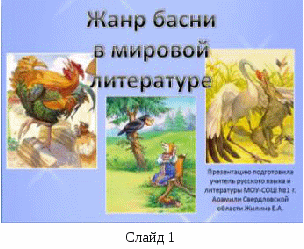 Жанр басни
в мировой
литературе
Презентацию подготовила
учитель русского языка и
литературы МОУ-СОШ №1 г.
Арамили Свердловской
области Жилина Е.А.
Слайд 1